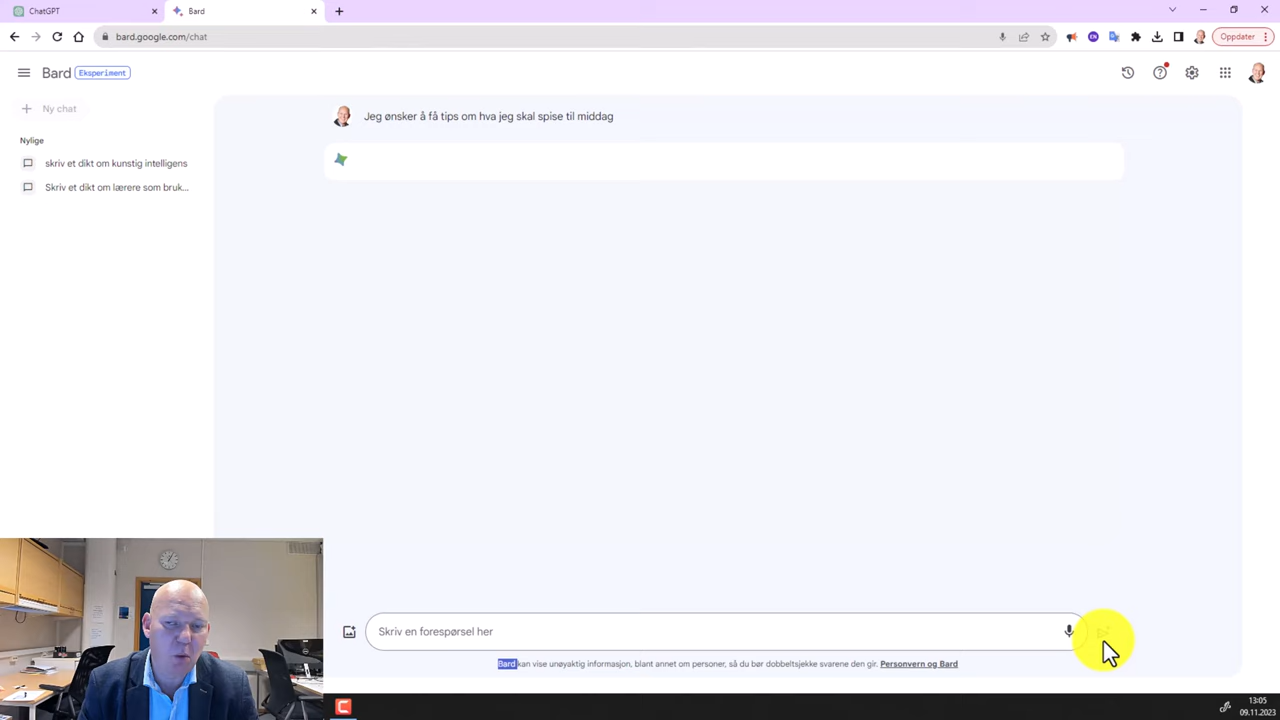 ChatGPT
Bard
bard.google.com/chat
Oppdater
Bard Eksperiment
Ny chat
Nylige
skriv et dikt om kunstig intelligens
Skriv et dikt om lærere som bruk...
Jeg ønsker å få tips om hva jeg skal spise til middag
Skriv en forespørsel her
Bard kan vise unøyaktig informasjon, blant annet om personer, så du bør dobbeltsjekke svarene den gir. Personvern og Bard
13:05
09.11.2023